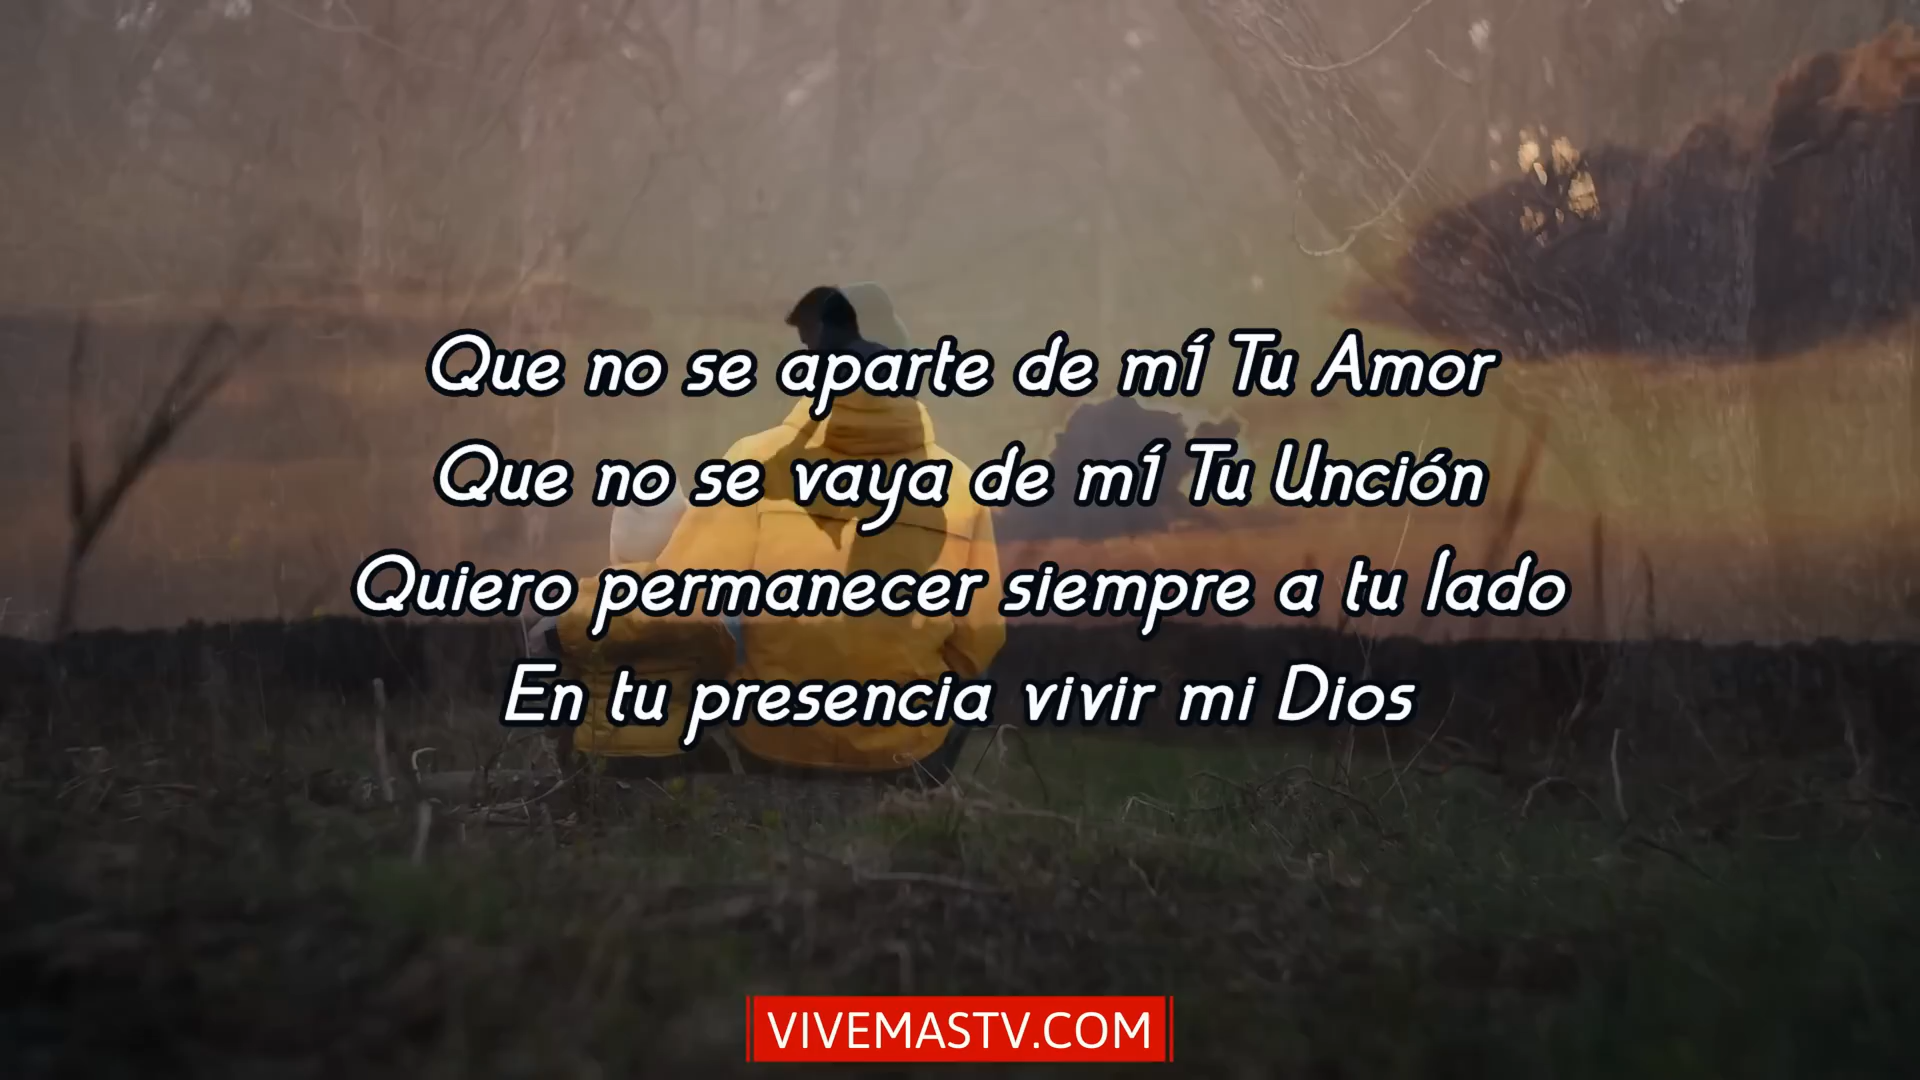 Que no se aparte de mí Tu Amor
Que no se vaya de mí Tu Unción
Quiero permanecer siempre a tu lado
En tu presencia vivir mi Dios
VIVEMASTV.COM